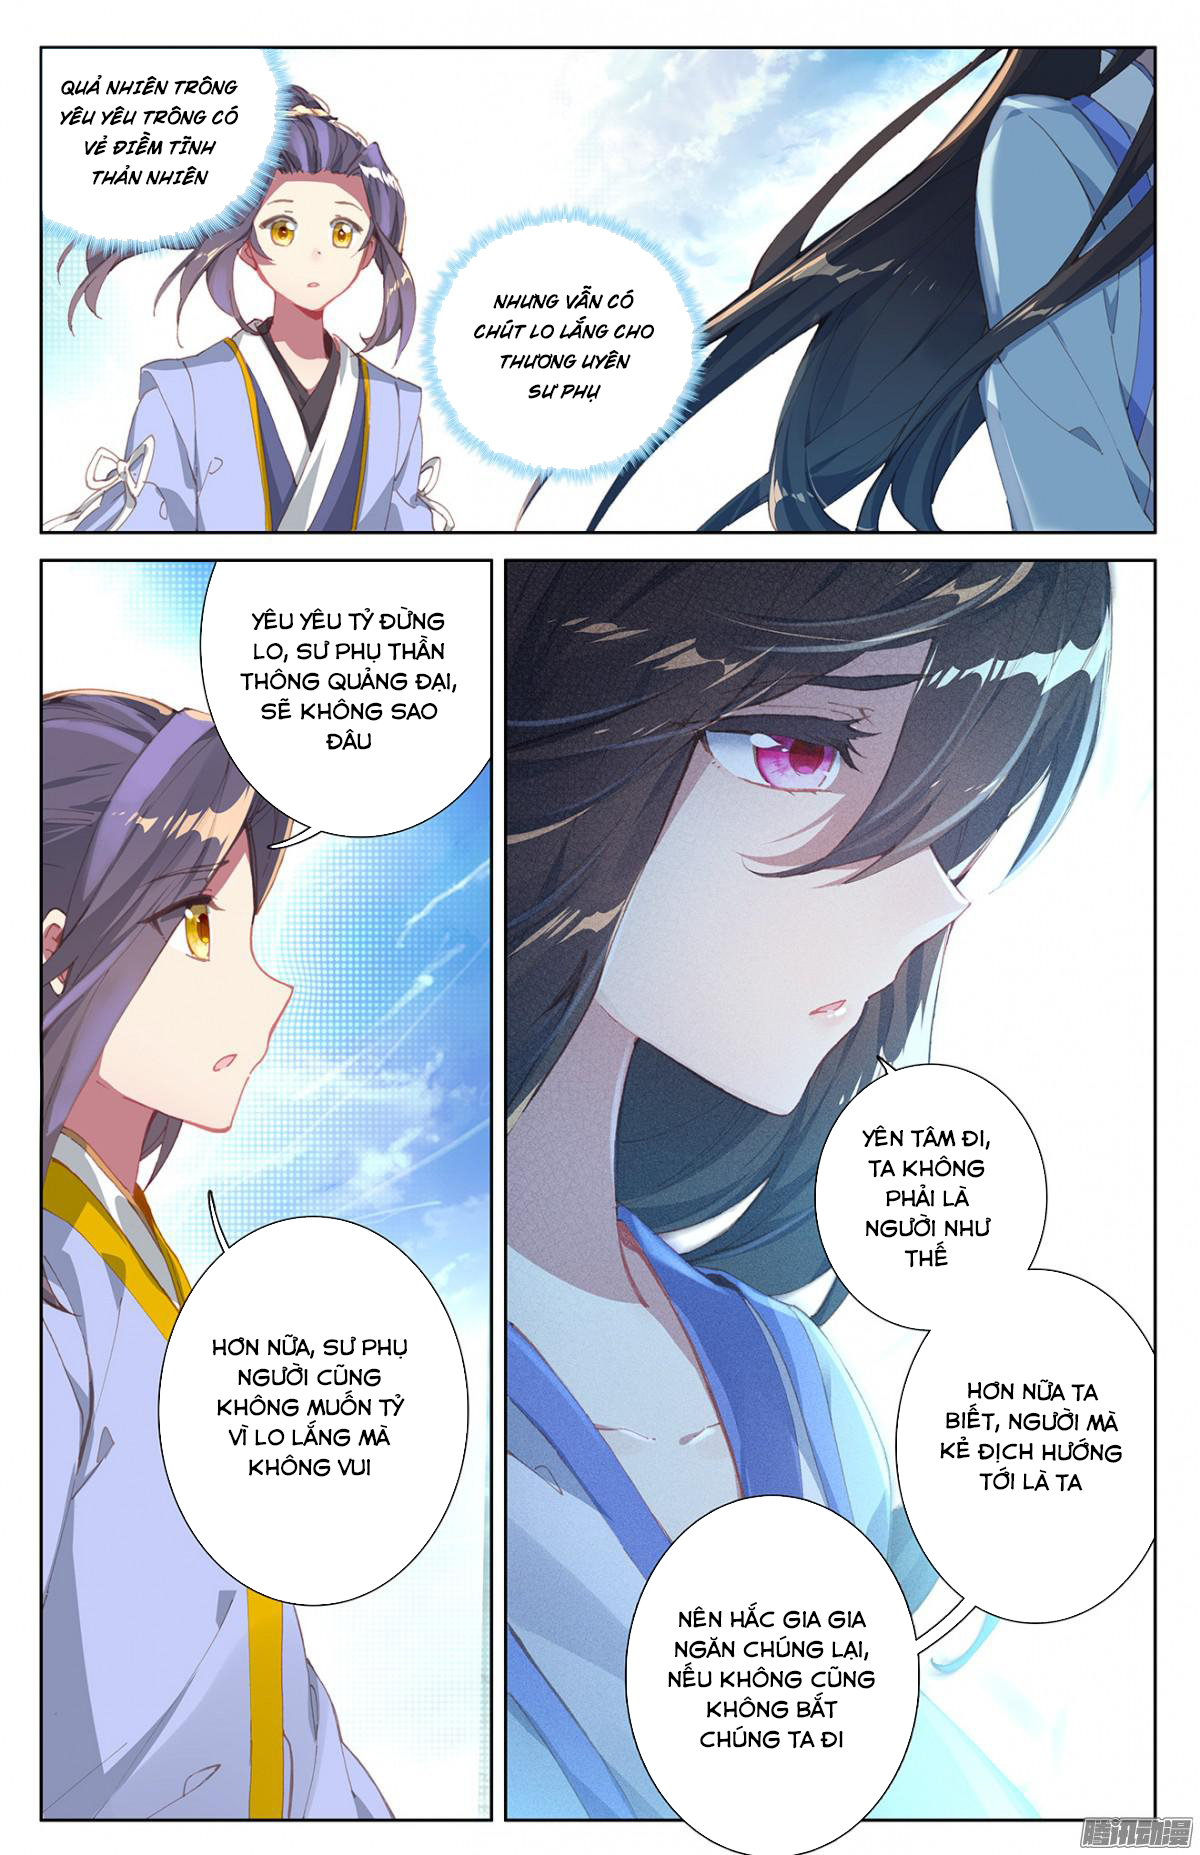 QUẢ NHIÊN TRÔNG
YÊU YÊU TRÔNG CÓ
VẺ ĐIỀM TĨNH
THẢN NHIÊN
NHƯNG VẪN CÓ
CHÚT LO LẮNG CHO
THƯƠNG UYÊN
SƯ PHỤ
YÊU YÊU TỶ ĐỪNG
LO, SƯ PHỤ THẦN
THÔNG QUẢNG ĐẠI,
SẼ KHÔNG SAO
ĐÂU
HƠN NỮA, SƯ PHỤ
NGƯỜI CŨNG
KHÔNG MUỐN TỶ
VÌ LO LẮNG MÀ
KHÔNG VUI
YÊN TÂM ĐI,
TA KHÔNG
PHẢI LÀ
NGƯỜI NHƯ
THẾ
HƠN NỮA TA
BIẾT, NGƯỜI MÀ
KẺ ĐỊCH HƯỚNG
TỚI LÀ TA
NÊN HẮC GIA GIA
NGĂN CHÚNG LẠI,
NẾU KHÔNG CŨNG
KHÔNG BẮT
CHÚNG TA ĐI
腾讯动漫